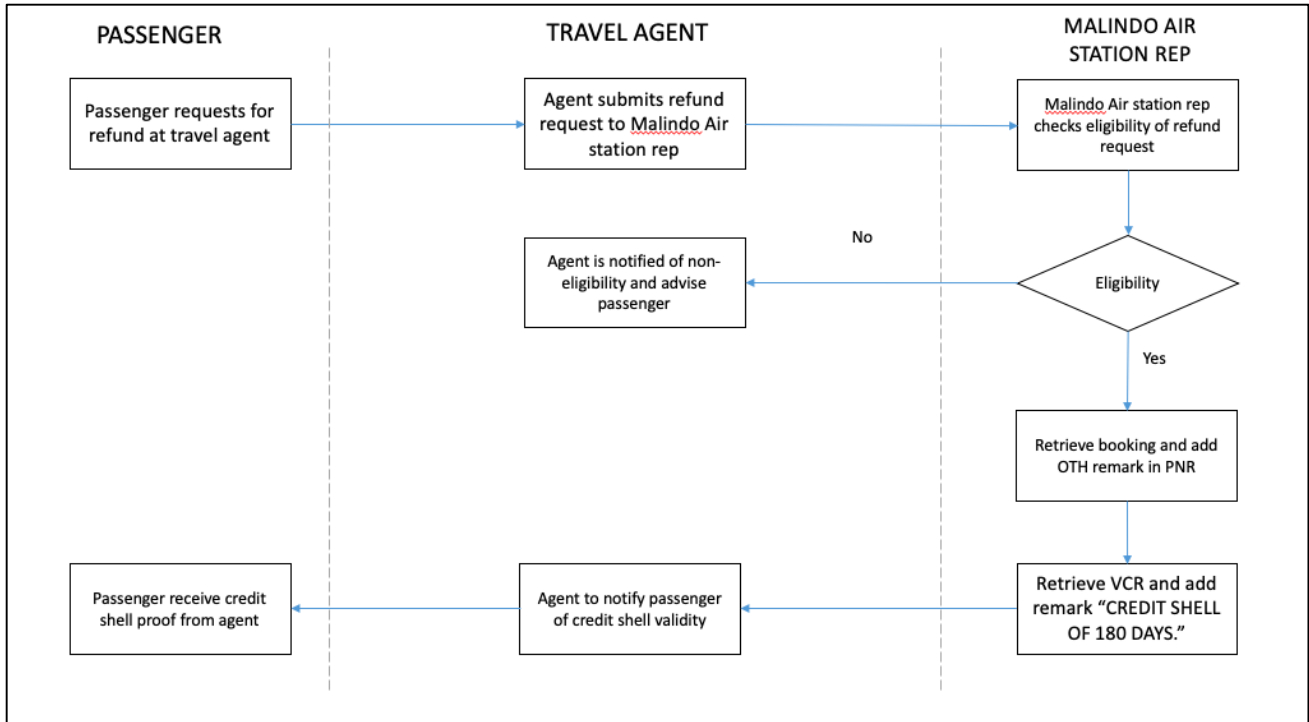 PASSENGER
TRAVEL AGENT
MALINDO AIR
STATION REP
Passenger requests for
refund at travel agent
Agent submits refund
request to Malindo Air
station rep
Malindo Air station rep
checks eligibility of refund
request
No
Agent is notified of non-
eligibility and advise
passenger
Eligibility
Yes
Retrieve booking and add
OTH remark in PNR
Passenger receive credit
shell proof from agent
Agent to notify passenger
of credit shell validity
Retrieve VCR and add
remark “CREDIT SHELL
OF 180 DAYS.”